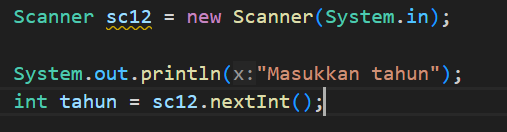 Scanner sc12 = new Scanner(System.in);
System.out.println(x:"Masukkan tahun");
int tahun = sc12.nextInt();